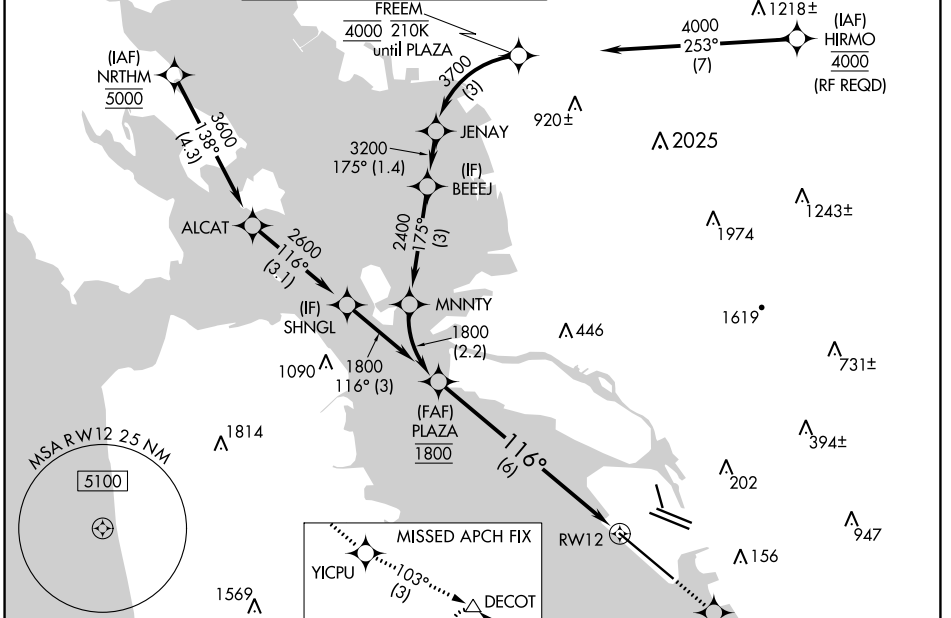 FREEM
4000 210K
until PLAZA
1218±
(IAF)
HIRMO
4000
(RF REQD)
4000
253°
(7)
(IAF)
NRTHM
5000
3700
(3)
920±
JENAY
2025
3600
138°
(4.3)
3200
175° (1.4)
(IF)
BEEEJ
1243±
1974
ALCAT
2400
175°
(3)
2600
116°
(3.1)
(IF)
SHNGL
MNNTY
1619
446
1800
(2.2)
731±
1090
1800
116° (3)
(FAF)
PLAZA
1800
394±
1814
MSA RW12 25 NM
5100
116°
(6)
202
947
RW12
156
MISSED APCH FIX
YICPU
103°
(3)
DECOT
1569